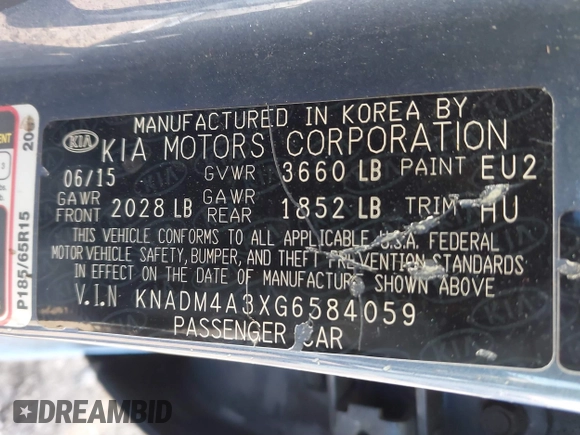 MANUFACTURED IN KOREA BY
KIA KIA MOTORS CORPORATION
06/15 GVWR 3660 LB PAINT EU2
GAWR FRONT 2028 LB GAWR REAR 1852 LB TRIM HU
THIS VEHICLE CONFORMS TO ALL APPLICABLE U.S.A. FEDERAL
MOTOR VEHICLE SAFETY, BUMPER, AND THEFT PREVENTION STANDARDS
IN EFFECT ON THE DATE OF MANUFACTURE SHOWN ABOVE
V.I.N KNADM4A3XG6584059
PASSENGER CAR
P185/65R15
DREAMBID